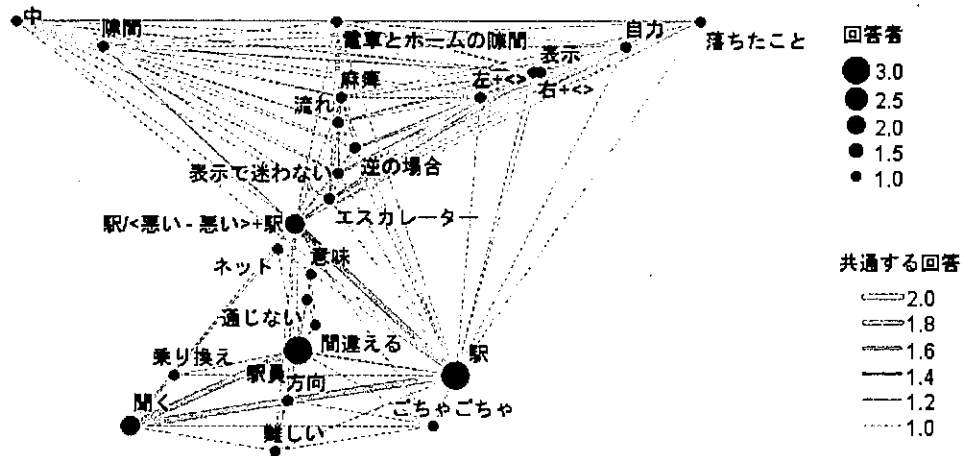 中
隙間
電車とホームの隙間
自力
落ちたこと
表示
麻痺
左+<>
右+<>
流れ
逆の場合
表示で迷わない
エスカレーター
駅/<悪い - 悪い>+駅
ネット
意味
通じない
間違える
駅
乗り換え
駅員
方向
聞く
ごちゃごちゃ
難しい
回答者
3.0
2.5
2.0
1.5
1.0
共通する回答
2.0
1.8
1.6
1.4
1.2
1.0